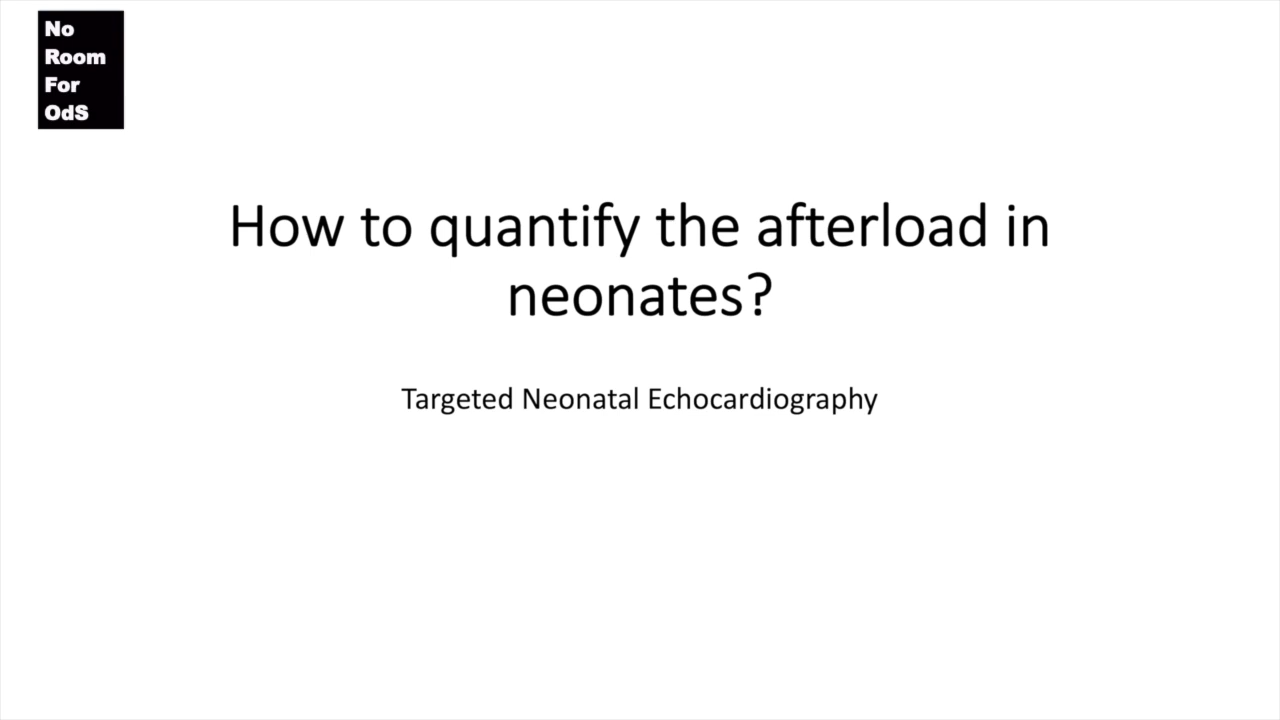 No
Room
For
OdS
How to quantify the afterload in
neonates?
Targeted Neonatal Echocardiography